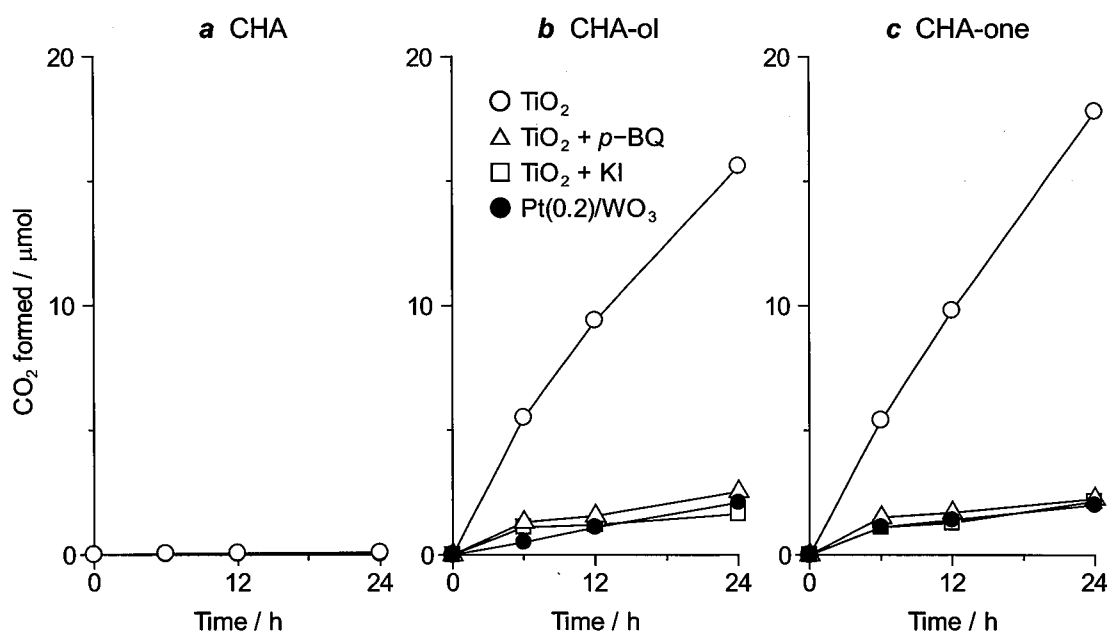 a CHA
b CHA-ol
c CHA-one
CO₂ formed / μmol
20
10
0
0
12
24
Time / h
20
10
0
TiO₂
TiO₂ + p−BQ
TiO₂ + KI
Pt(0.2)/WO₃
0
12
24
Time / h
20
10
0
0
12
24
Time / h